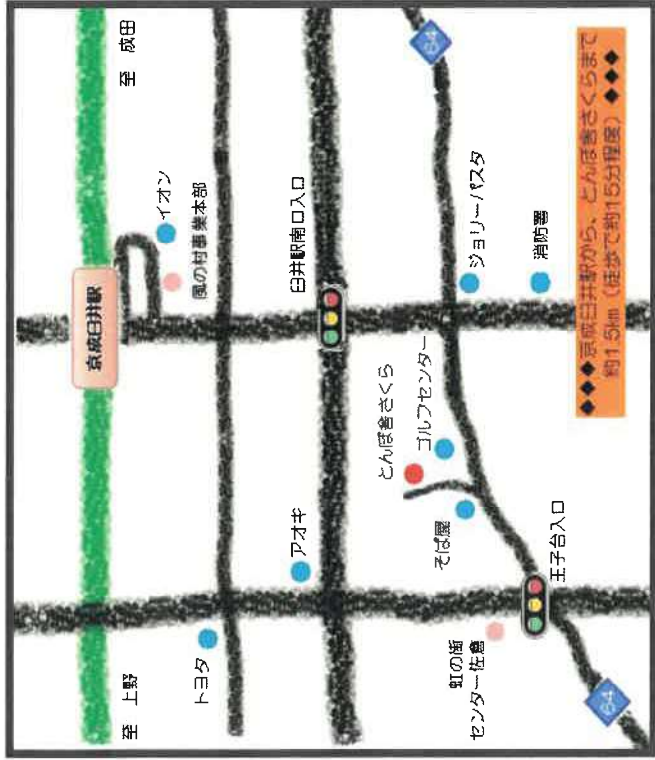 至 上野
京成臼井駅
至 成田
イオン
風の村事業本部
トヨタ
アオキ
臼井駅南口入口
64
とんぼ舎さくら
ゴルフセンター
そば屋
ジョリーパスタ
消防署
虹の街
センター佐倉
王子台入口
64
◆◆◆京成臼井駅から、とんぼ舎さくらまで
約1.5km（徒歩で約15分程度）◆◆◆